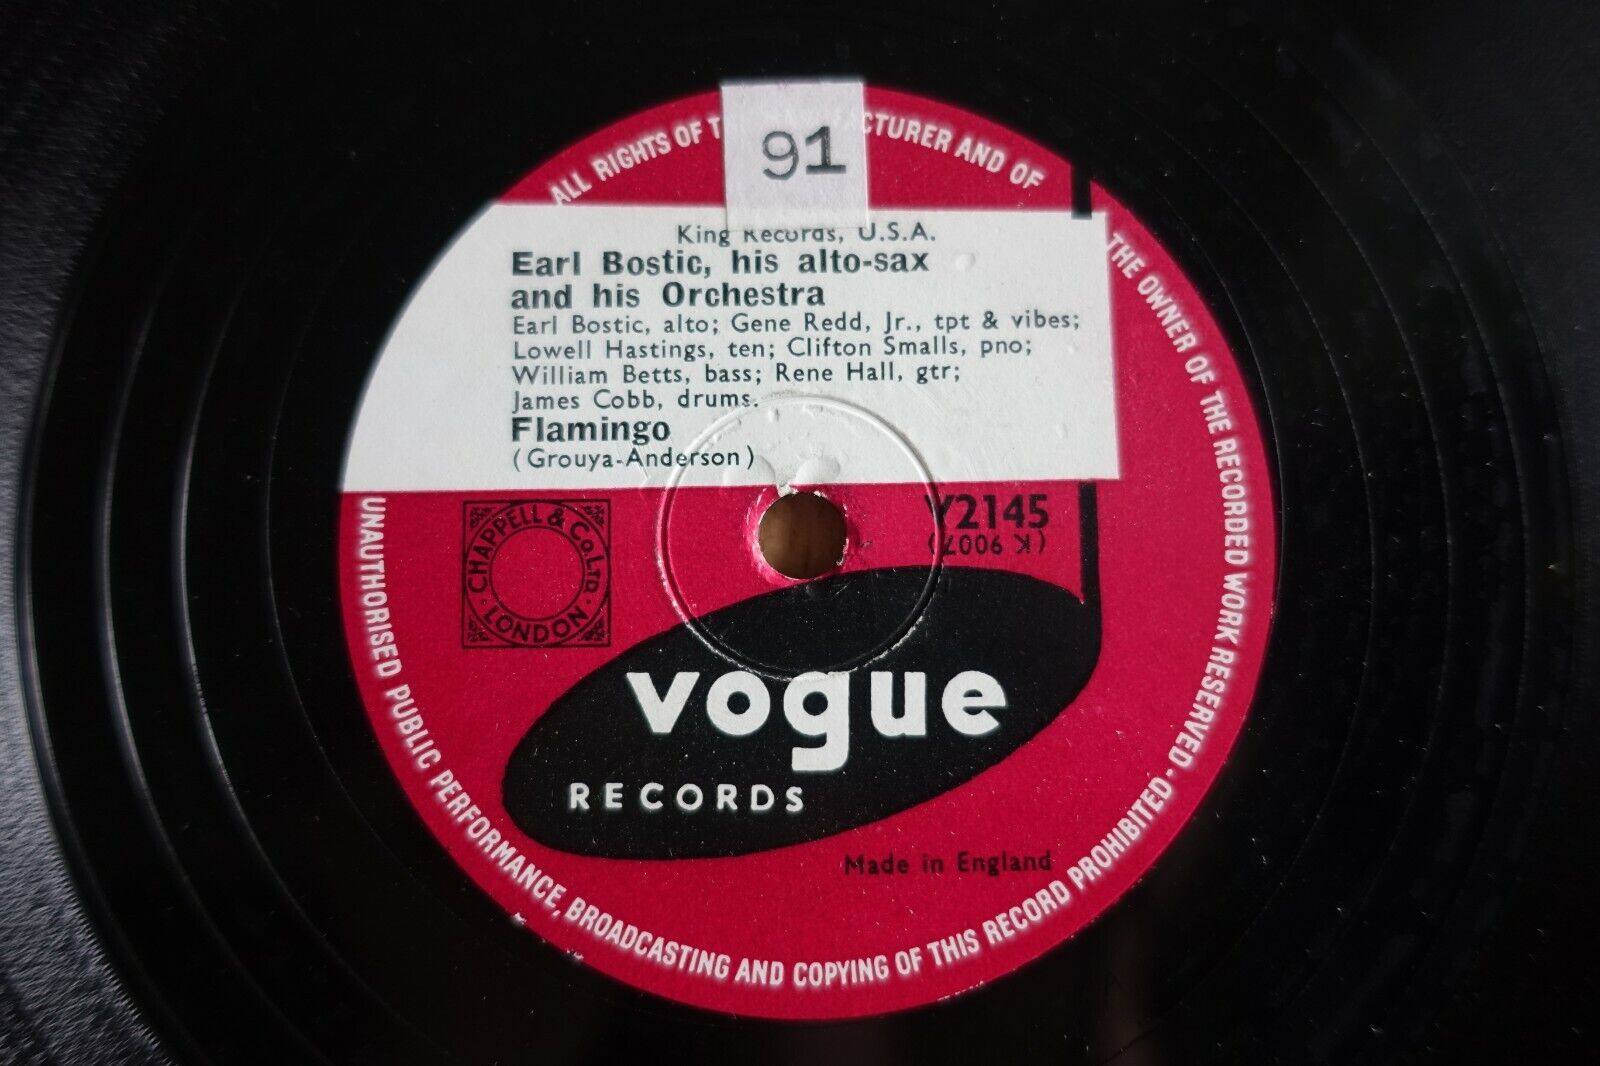 91
ALL RIGHTS OF T CTURER AND OF THE OWNER OF THE RECORDED WORK RESERVED · UNAUTHORISED PUBLIC PERFORMANCE, BROADCASTING AND COPYING OF THIS RECORD PROHIBITED -
King Records, U.S.A.
Earl Bostic, his alto-sax
and his Orchestra
Earl Bostic, alto; Gene Redd, Jr., tpt & vibes;
Lowell Hastings, ten; Clifton Smalls, pno;
William Betts, bass; Rene Hall, gtr;
James Cobb, drums.
Flamingo
(Grouya-Anderson)
CHAPPELL & CO. LTD
· LONDON ·
V2145
(K 9007)
vogue
RECORDS
Made in England